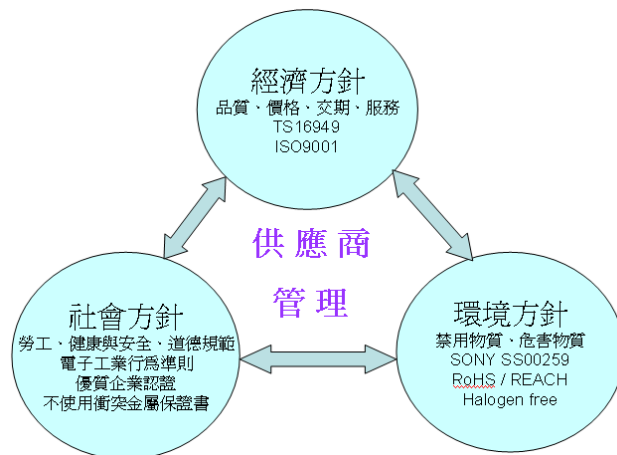 經濟方針
品質、價格、交期、服務
TS16949
ISO9001
供應商
管理
社會方針
勞工、健康與安全、道德規範
電子工業行為準則
優質企業認證
不使用衝突金屬保證書
環境方針
禁用物質、危害物質
SONY SS00259
RoHS / REACH
Halogen free